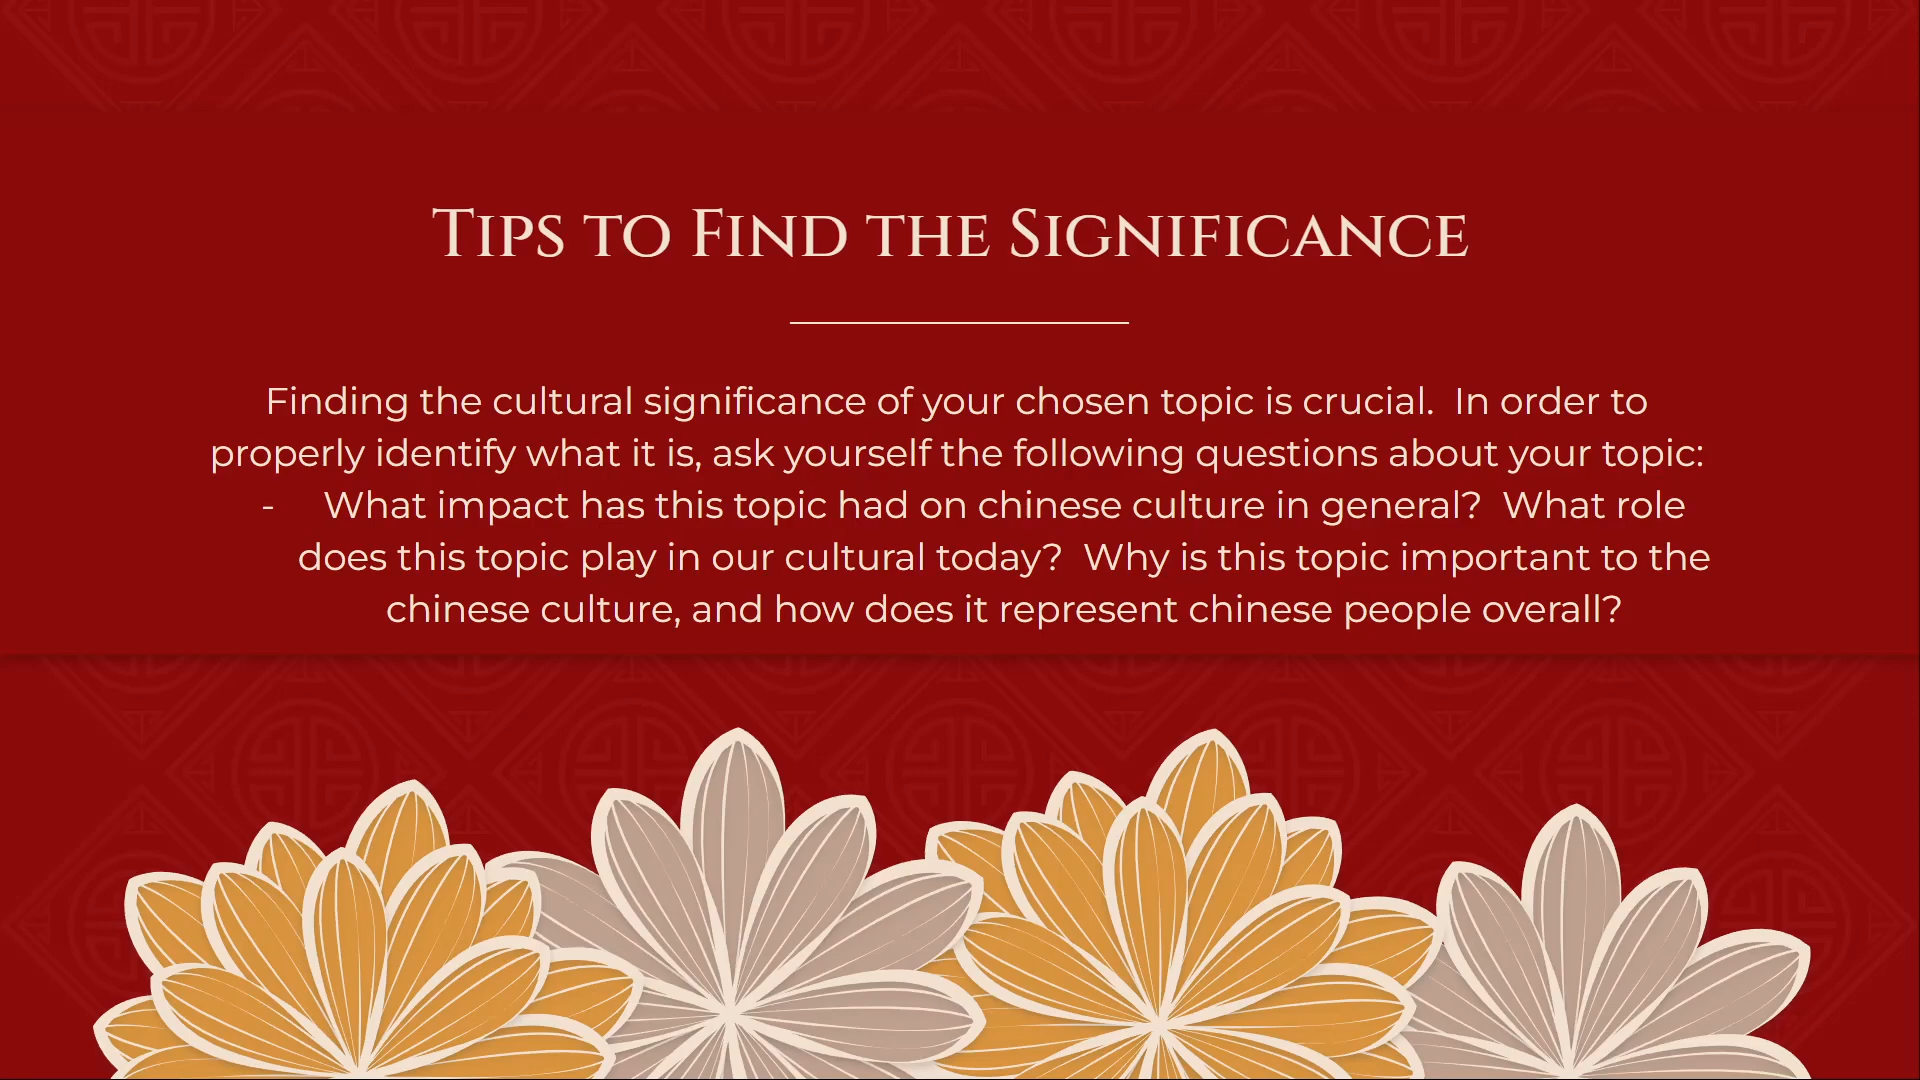 Tips to Find the Significance
Finding the cultural significance of your chosen topic is crucial.  In order to
properly identify what it is, ask yourself the following questions about your topic:
- What impact has this topic had on chinese culture in general?  What role
does this topic play in our cultural today?  Why is this topic important to the
chinese culture, and how does it represent chinese people overall?